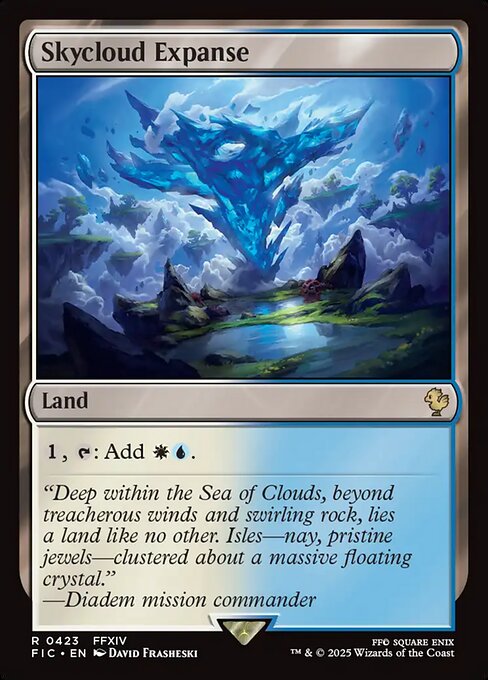 Skycloud Expanse
Land
1, : Add .
“Deep within the Sea of Clouds, beyond
treacherous winds and swirling rock, lies
a land like no other. Isles—nay, pristine
jewels—clustered about a massive floating
crystal.”
—Diadem mission commander
R 0423 FFXIV
FIC • EN David Frasheski
FF© SQUARE ENIX
™ & © 2025 Wizards of the Coast